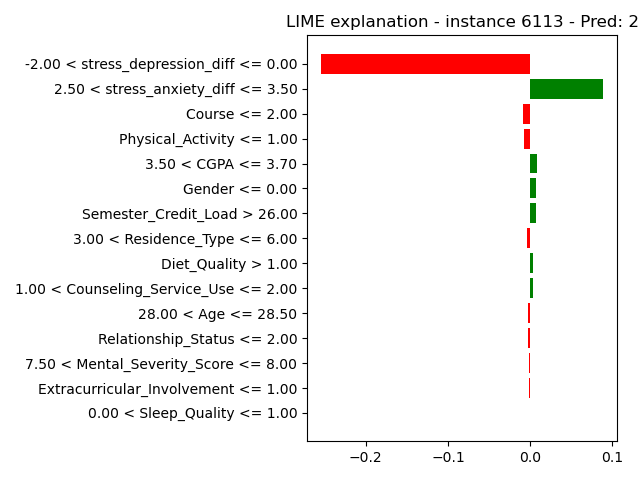 LIME explanation - instance 6113 - Pred: 2
-2.00 < stress_depression_diff <= 0.00
2.50 < stress_anxiety_diff <= 3.50
Course <= 2.00
Physical_Activity <= 1.00
3.50 < CGPA <= 3.70
Gender <= 0.00
Semester_Credit_Load > 26.00
3.00 < Residence_Type <= 6.00
Diet_Quality > 1.00
1.00 < Counseling_Service_Use <= 2.00
28.00 < Age <= 28.50
Relationship_Status <= 2.00
7.50 < Mental_Severity_Score <= 8.00
Extracurricular_Involvement <= 1.00
0.00 < Sleep_Quality <= 1.00
−0.2 −0.1 0.0 0.1